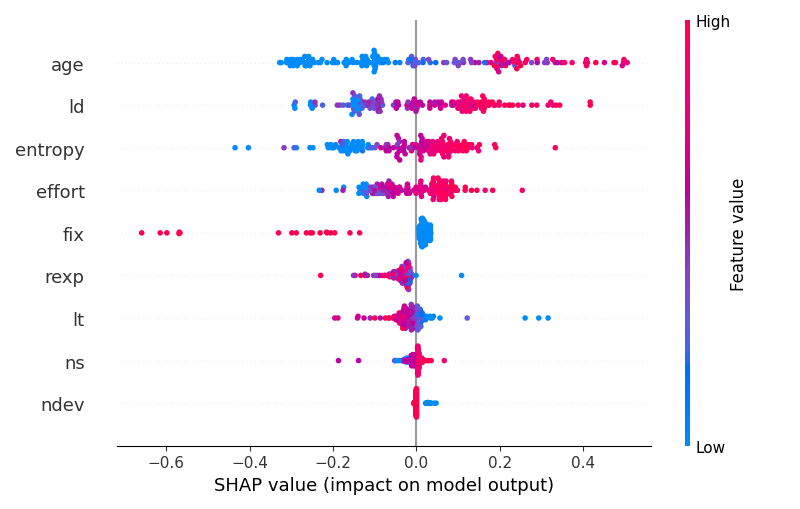 High
age
ld
entropy
effort
fix
rexp
lt
ns
ndev
Feature value
Low
−0.6 −0.4 −0.2 0.0 0.2 0.4
SHAP value (impact on model output)